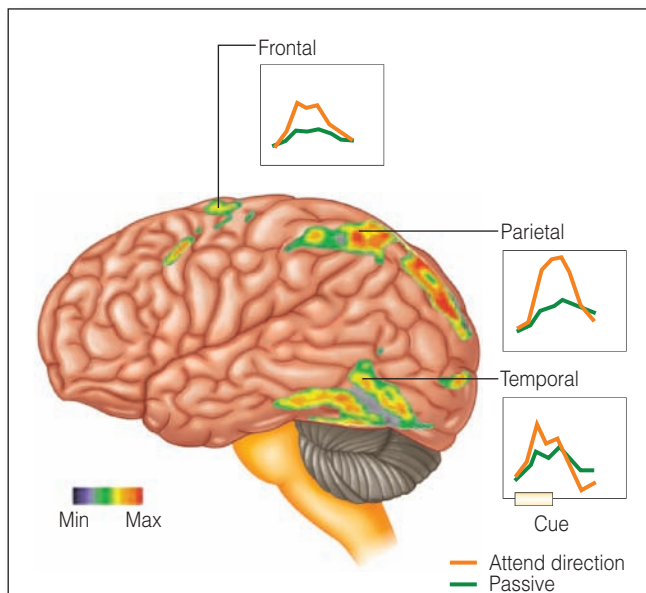 Frontal
Parietal
Temporal
Min Max
Cue
Attend direction
Passive